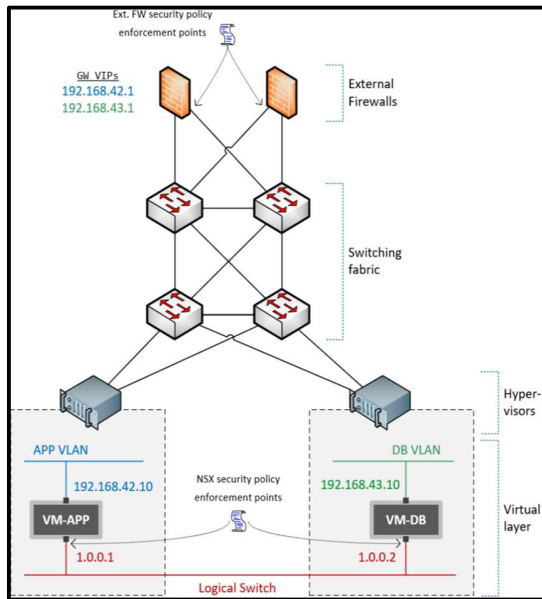 Ext. FW security policy
enforcement points
GW VIPs
192.168.42.1
192.168.43.1
External
Firewalls
Switching
fabric
Hyper-
visors
APP VLAN
DB VLAN
192.168.42.10
NSX security policy
enforcement points
192.168.43.10
VM-APP
VM-DB
Virtual
layer
1.0.0.1
1.0.0.2
Logical Switch